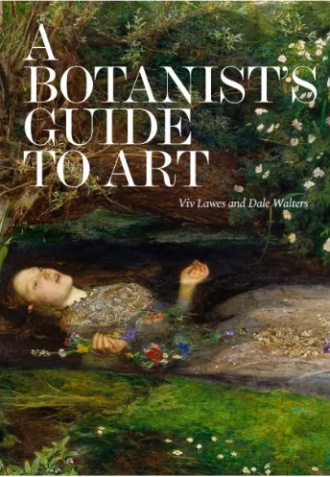 A
BOTANIST'S
GUIDE
TO ART
Viv Lawes and Dale Walters